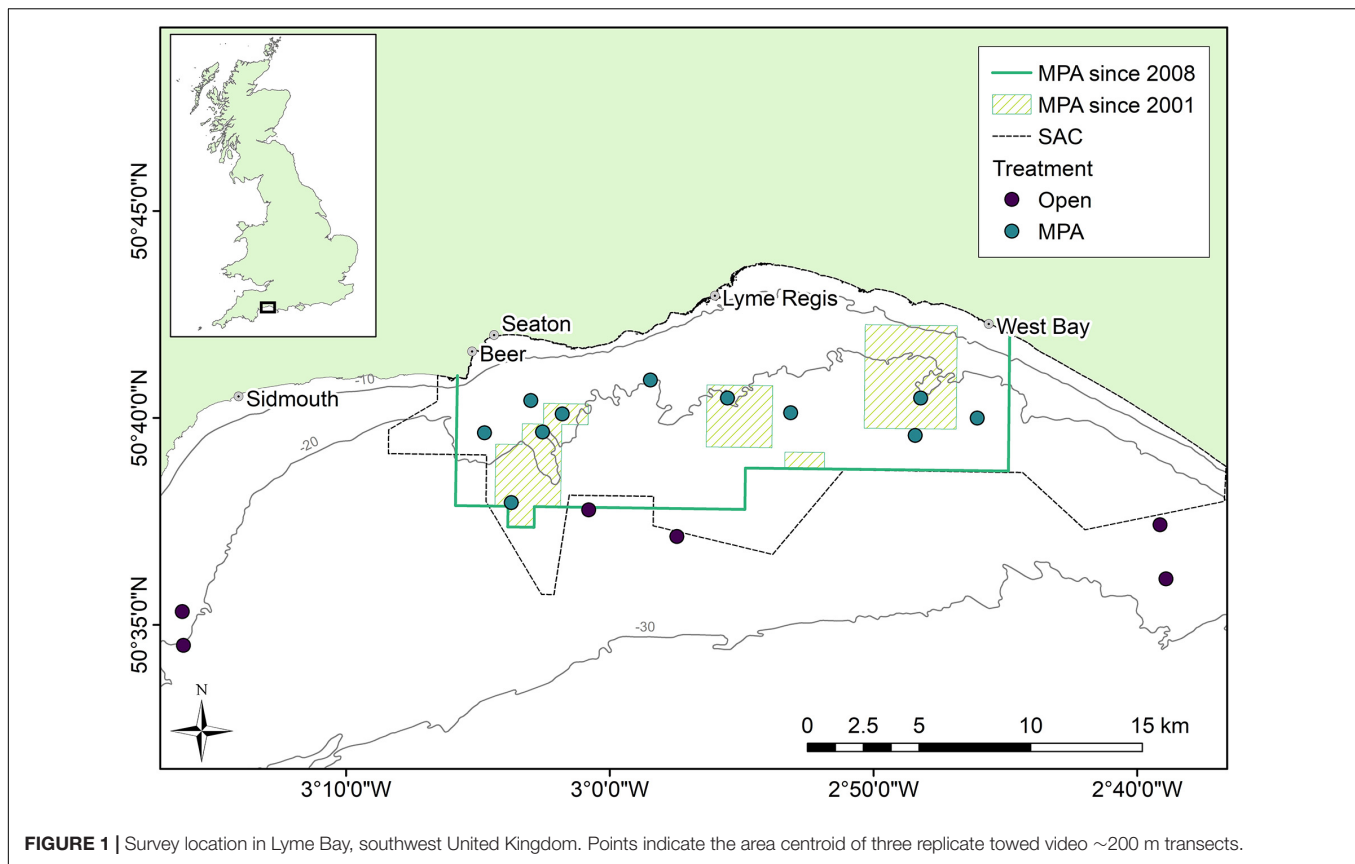 MPA since 2008
MPA since 2001
SAC
Treatment
Open
MPA
50°45'0"N
50°40'0"N
50°35'0"N
Lyme Regis
West Bay
Seaton
Beer
Sidmouth
-10
-20
-30
N
0 2.5 5 10 15 km
3°10'0"W 3°0'0"W 2°50'0"W 2°40'0"W
FIGURE 1 | Survey location in Lyme Bay, southwest United Kingdom. Points indicate the area centroid of three replicate towed video ~200 m transects.